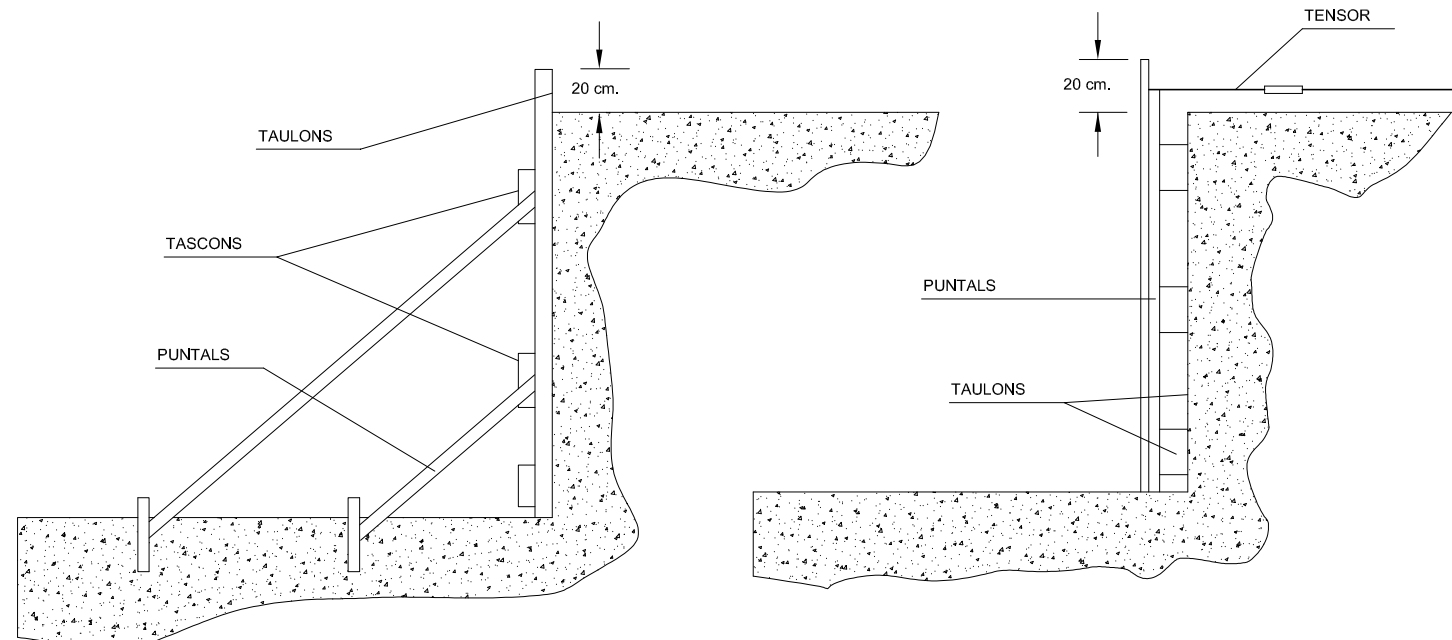 20 cm.
TAULONS
TASCONS
PUNTALS
TENSOR
20 cm.
PUNTALS
TAULONS